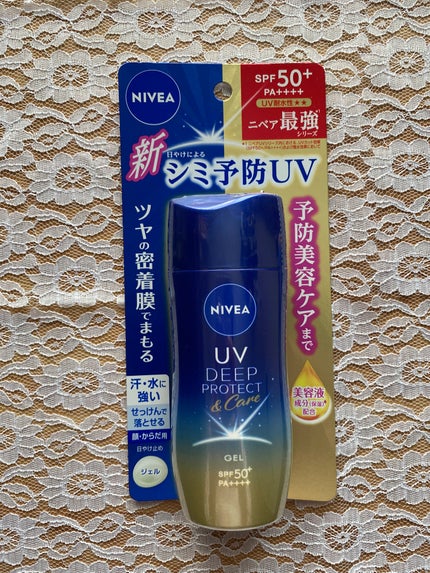 NIVEA
SPF50+
PA++++
UV耐水性★★
ニベア最強*1
シリーズ
新
日やけによる
シミ予防UV
ツヤの密着膜でまもる
予防美容ケアまで
汗・水に
強い
せっけんで
落とせる
顔・からだ用
日やけ止め
ジェル
美容液
成分(保湿)*
配合
NIVEA
UV
DEEP
PROTECT
& Care
GEL
SPF50+
PA++++